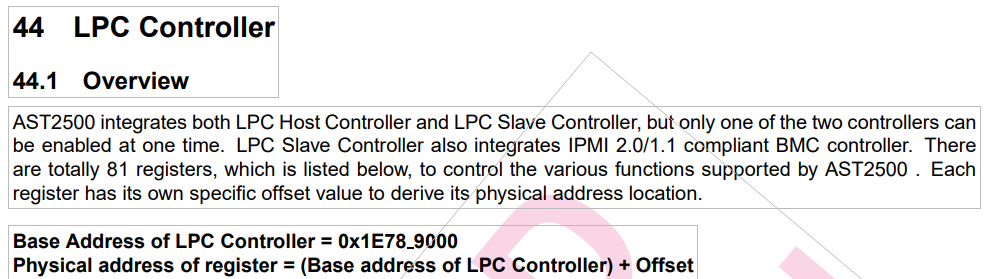 44 LPC Controller
44.1 Overview
AST2500 integrates both LPC Host Controller and LPC Slave Controller, but only one of the two controllers can
be enabled at one time. LPC Slave Controller also integrates IPMI 2.0/1.1 compliant BMC controller. There
are totally 81 registers, which is listed below, to control the various functions supported by AST2500 . Each
register has its own specific offset value to derive its physical address location.
Base Address of LPC Controller = 0x1E78_9000
Physical address of register = (Base address of LPC Controller) + Offset